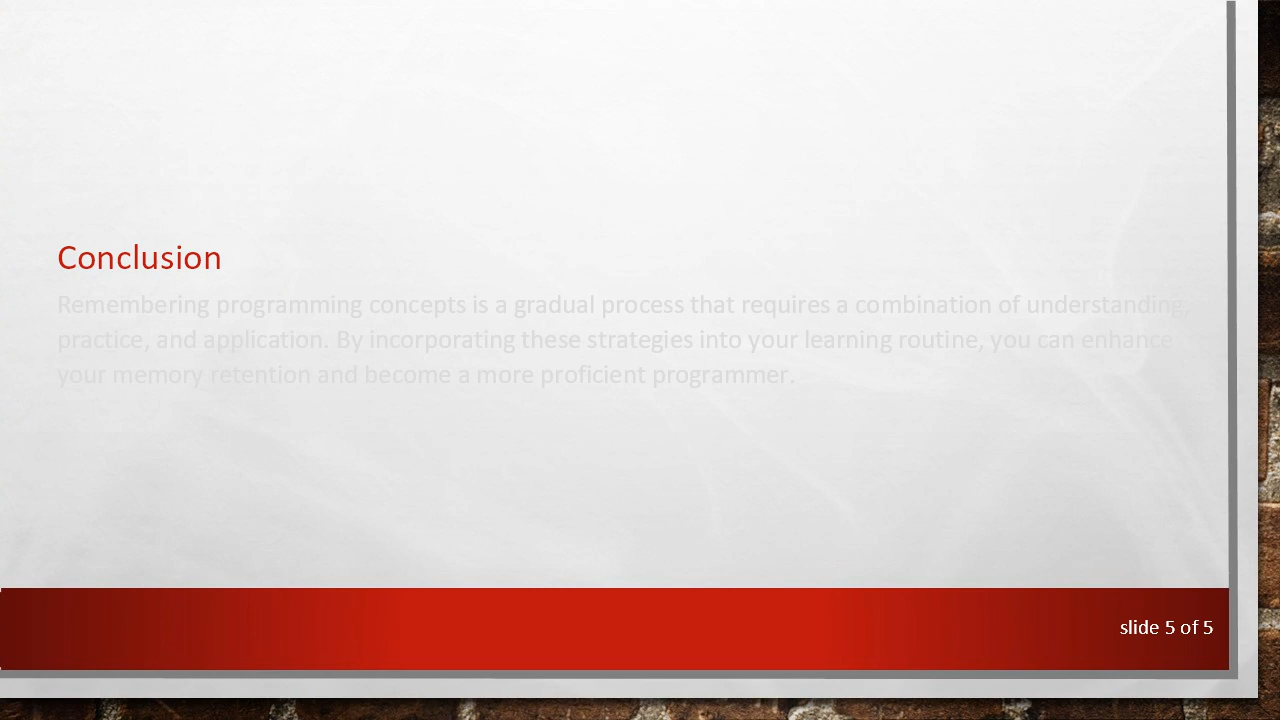 Conclusion
Remembering programming concepts is a gradual process that requires a combination of understanding,
practice, and application. By incorporating these strategies into your learning routine, you can enhance
your memory retention and become a more proficient programmer.
slide 5 of 5